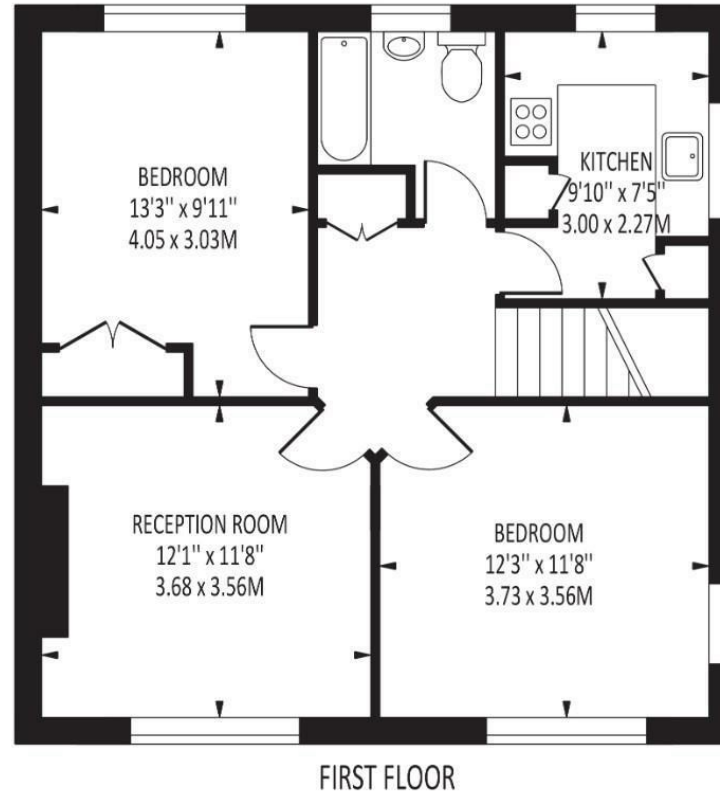 BEDROOM
13'3" x 9'11"
4.05 x 3.03M
KITCHEN
9'10" x 7'5"
3.00 x 2.27M
RECEPTION ROOM
12'1" x 11'8"
3.68 x 3.56M
BEDROOM
12'3" x 11'8"
3.73 x 3.56M
FIRST FLOOR